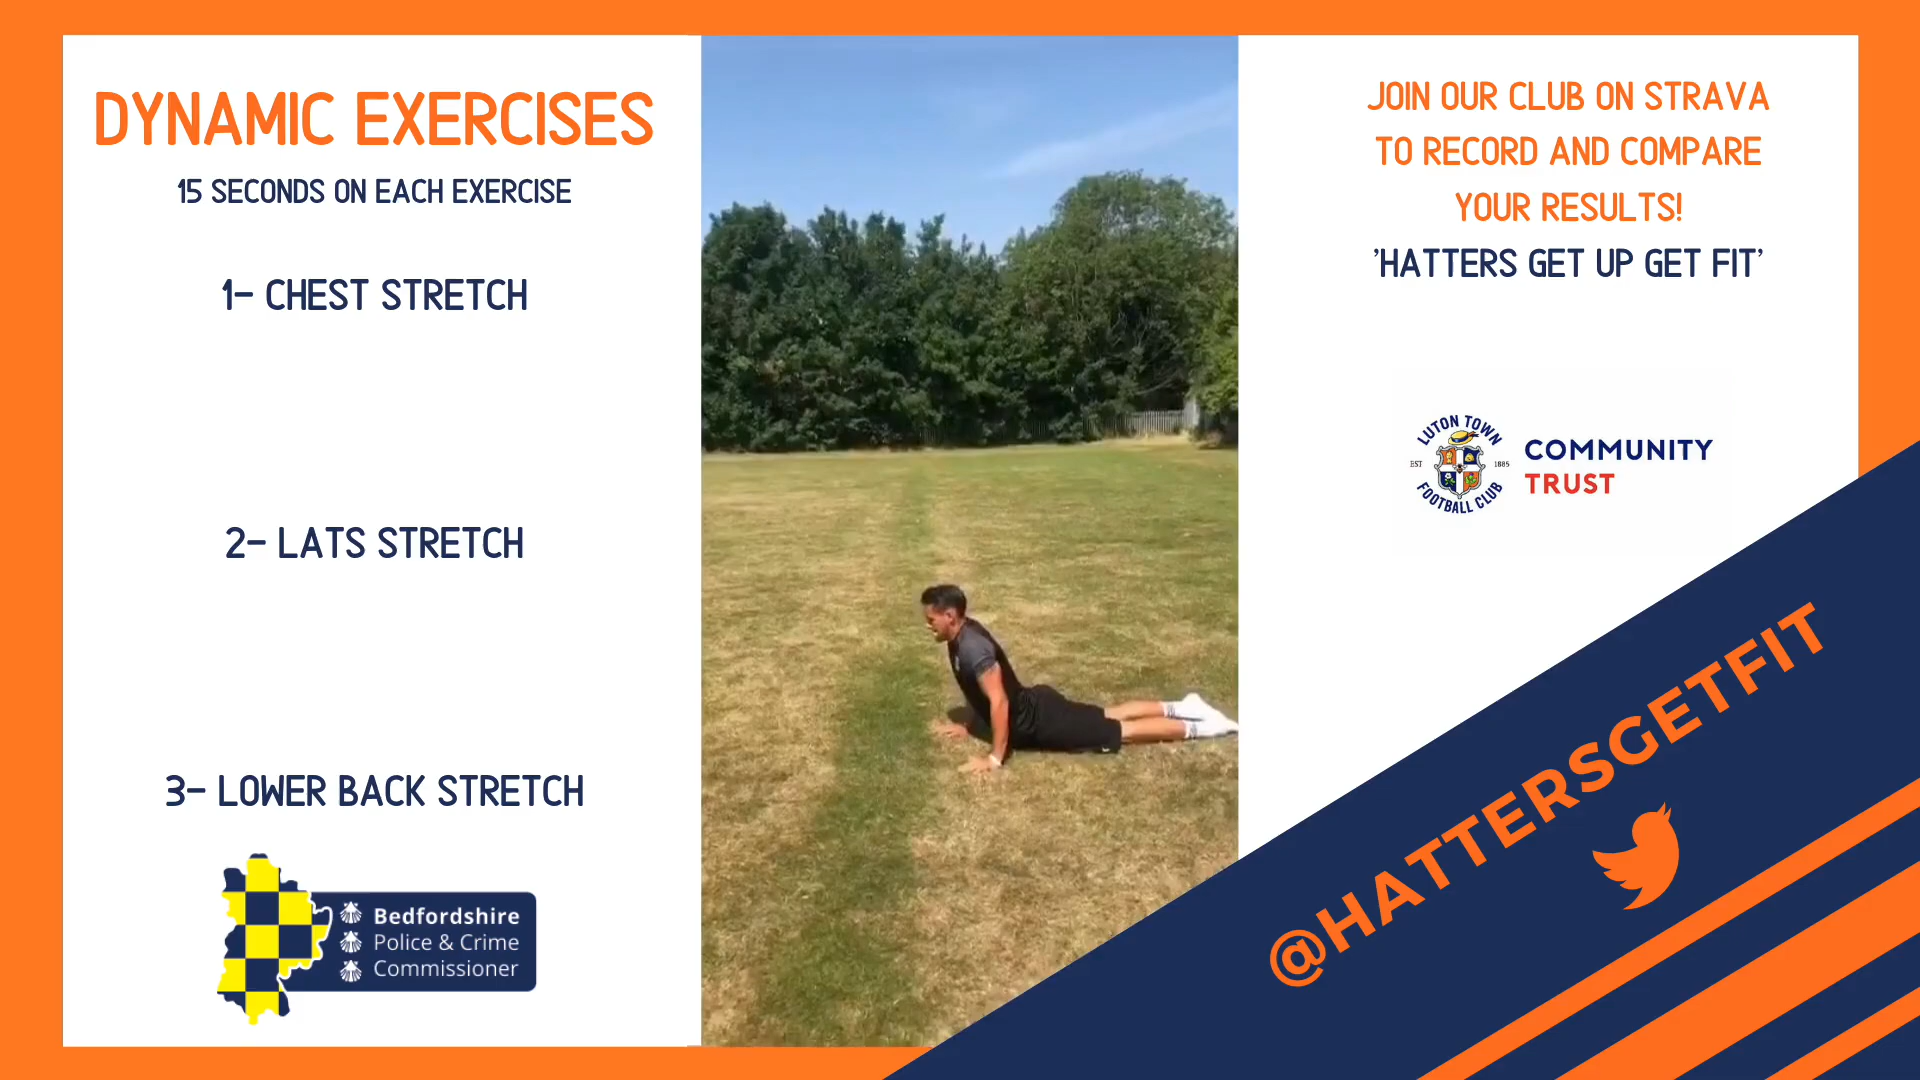 DYNAMIC EXERCISES
15 SECONDS ON EACH EXERCISE
1- CHEST STRETCH
2- LATS STRETCH
3- LOWER BACK STRETCH
Bedfordshire
Police & Crime
Commissioner
JOIN OUR CLUB ON STRAVA
TO RECORD AND COMPARE
YOUR RESULTS!
'HATTERS GET UP GET FIT'
LUTON TOWN
EST 1885
FOOTBALL CLUB
COMMUNITY
TRUST
@HATTERSGETFIT